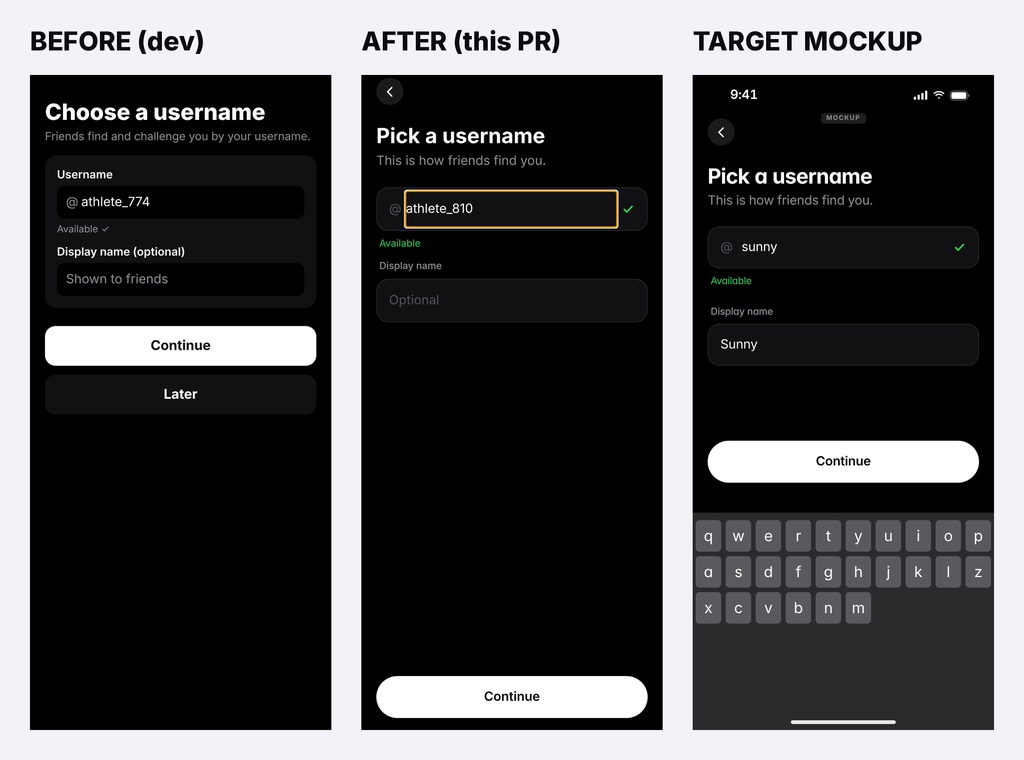 BEFORE (dev)
Choose a username
Friends find and challenge you by your username.
Username
@ athlete_774
Available ✓
Display name (optional)
Shown to friends
Continue
Later
AFTER (this PR)
Pick a username
This is how friends find you.
@ athlete_810 ✓
Available
Display name
Optional
Continue
TARGET MOCKUP
9:41
MOCKUP
Pick a username
This is how friends find you.
@ sunny ✓
Available
Display name
Sunny
Continue
q w e r t y u i o p
a s d f g h j k l z
x c v b n m